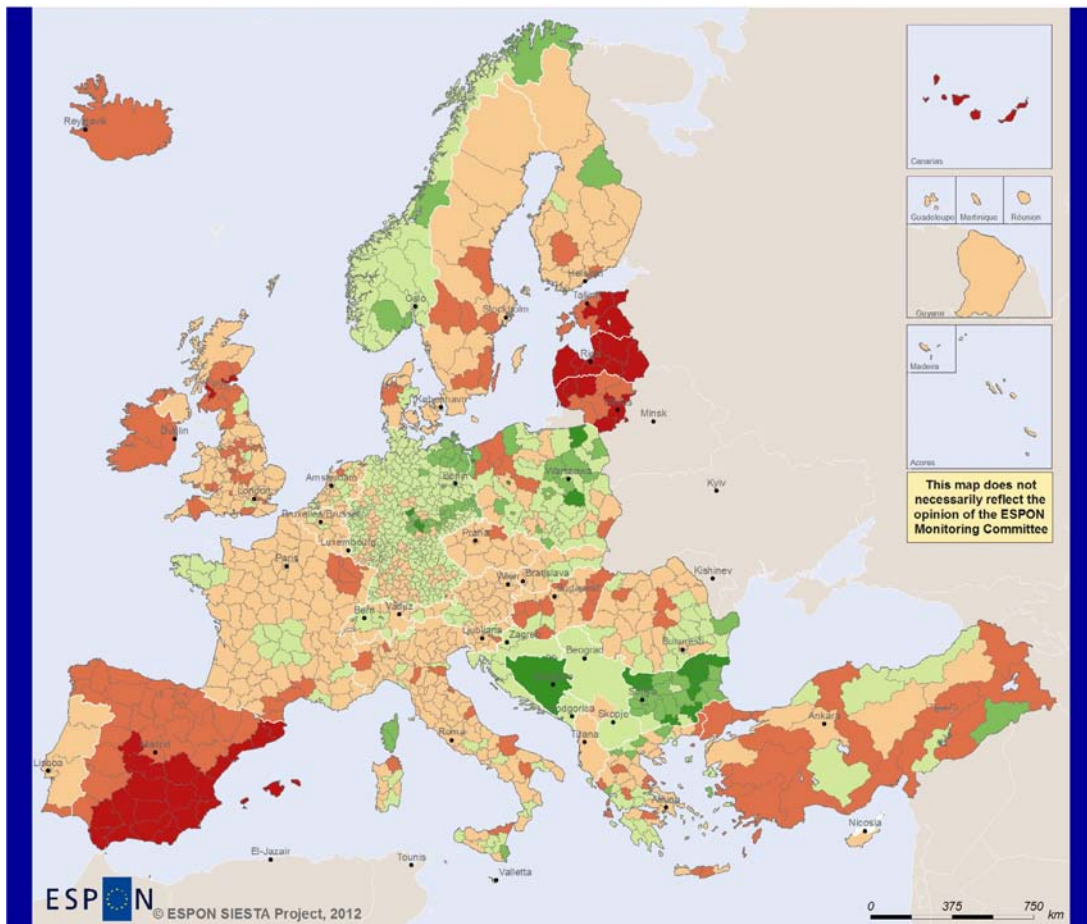 Reykjavik
Canarias
Guadeloupe
Martinique
Réunion
Guyane
Madeira
Acores
This map does not
necessarily reflect the
opinion of the ESPON
Monitoring Committee
Oslo
Helsinki
Tallinn
Stockholm
Riga
København
Minsk
Dublin
London
Amsterdam
Berlin
Warszawa
Kyiv
Bruxelles/Brussel
Luxembourg
Praha
Paris
Wien
Bratislava
Kishinev
Budapest
Bern
Vaduz
Ljubljana
Zagreb
Beograd
Bucuresti
Sofia
Podgorica
Skopje
Tirana
Roma
Madrid
Lisboa
Ankara
Nicosia
El-Jazair
Tounis
Valletta
ESPON
© ESPON SIESTA Project, 2012
0 375 750
km